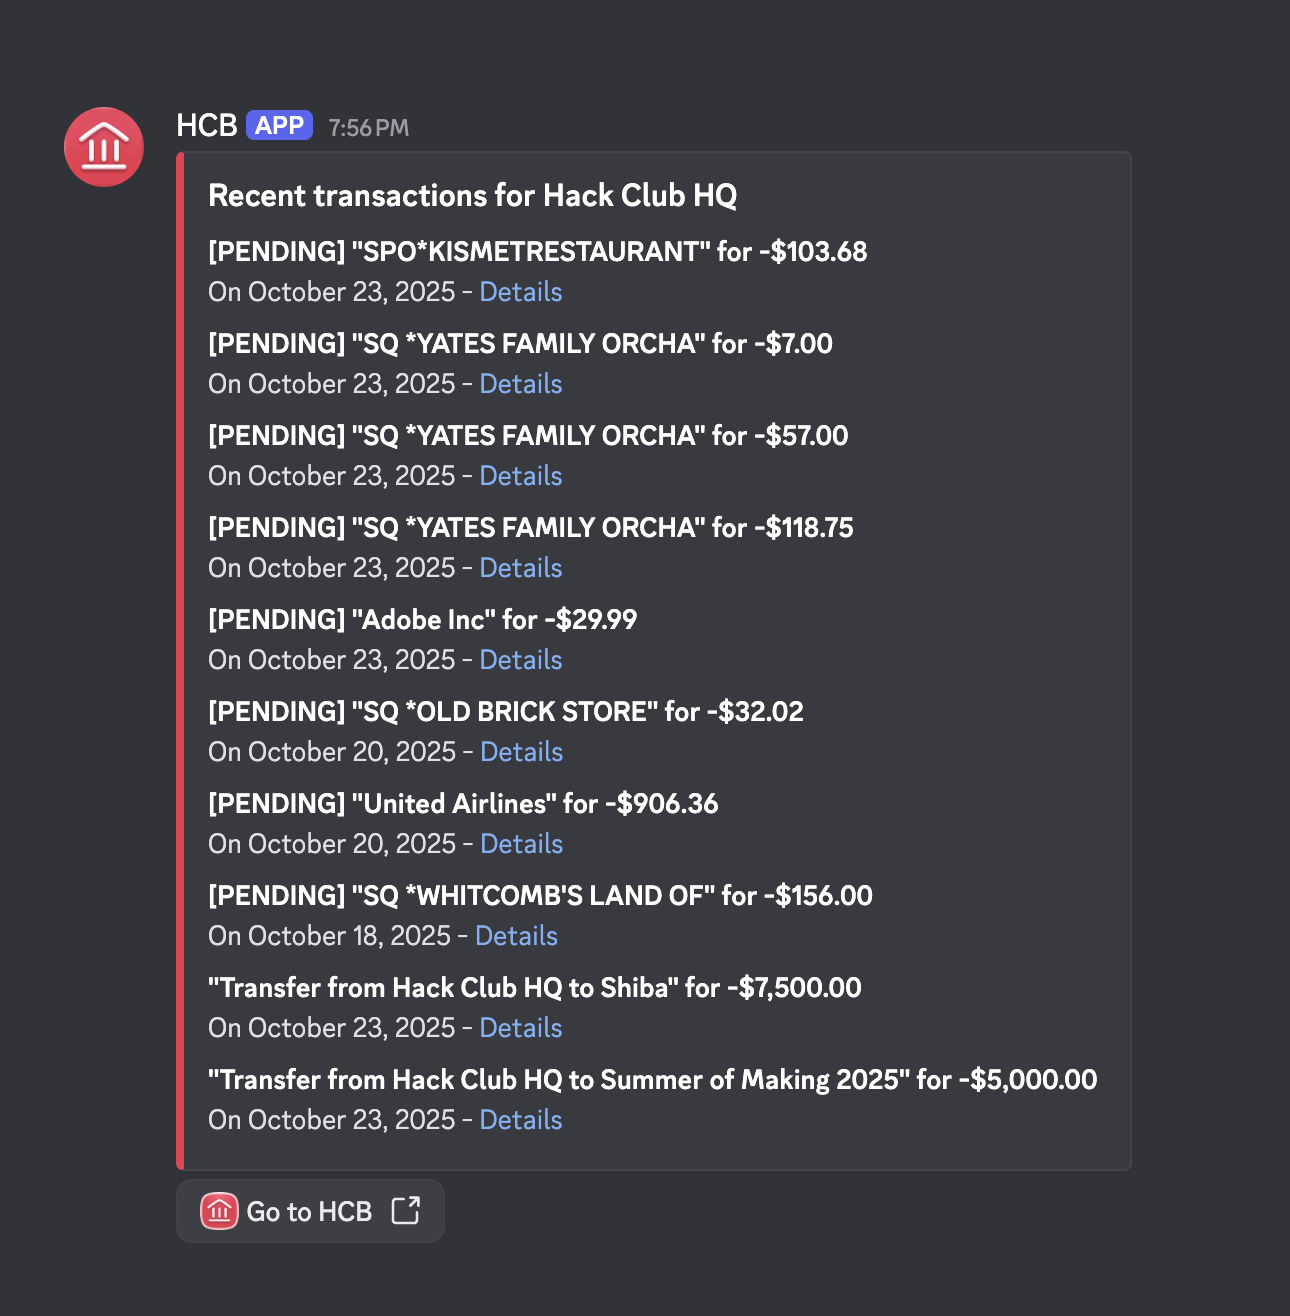 HCB APP 7:56 PM
Recent transactions for Hack Club HQ
[PENDING] "SPO*KISMETRESTAURANT" for -$103.68
On October 23, 2025 - Details
[PENDING] "SQ *YATES FAMILY ORCHA" for -$7.00
On October 23, 2025 - Details
[PENDING] "SQ *YATES FAMILY ORCHA" for -$57.00
On October 23, 2025 - Details
[PENDING] "SQ *YATES FAMILY ORCHA" for -$118.75
On October 23, 2025 - Details
[PENDING] "Adobe Inc" for -$29.99
On October 23, 2025 - Details
[PENDING] "SQ *OLD BRICK STORE" for -$32.02
On October 20, 2025 - Details
[PENDING] "United Airlines" for -$906.36
On October 20, 2025 - Details
[PENDING] "SQ *WHITCOMB'S LAND OF" for -$156.00
On October 18, 2025 - Details
"Transfer from Hack Club HQ to Shiba" for -$7,500.00
On October 23, 2025 - Details
"Transfer from Hack Club HQ to Summer of Making 2025" for -$5,000.00
On October 23, 2025 - Details
Go to HCB